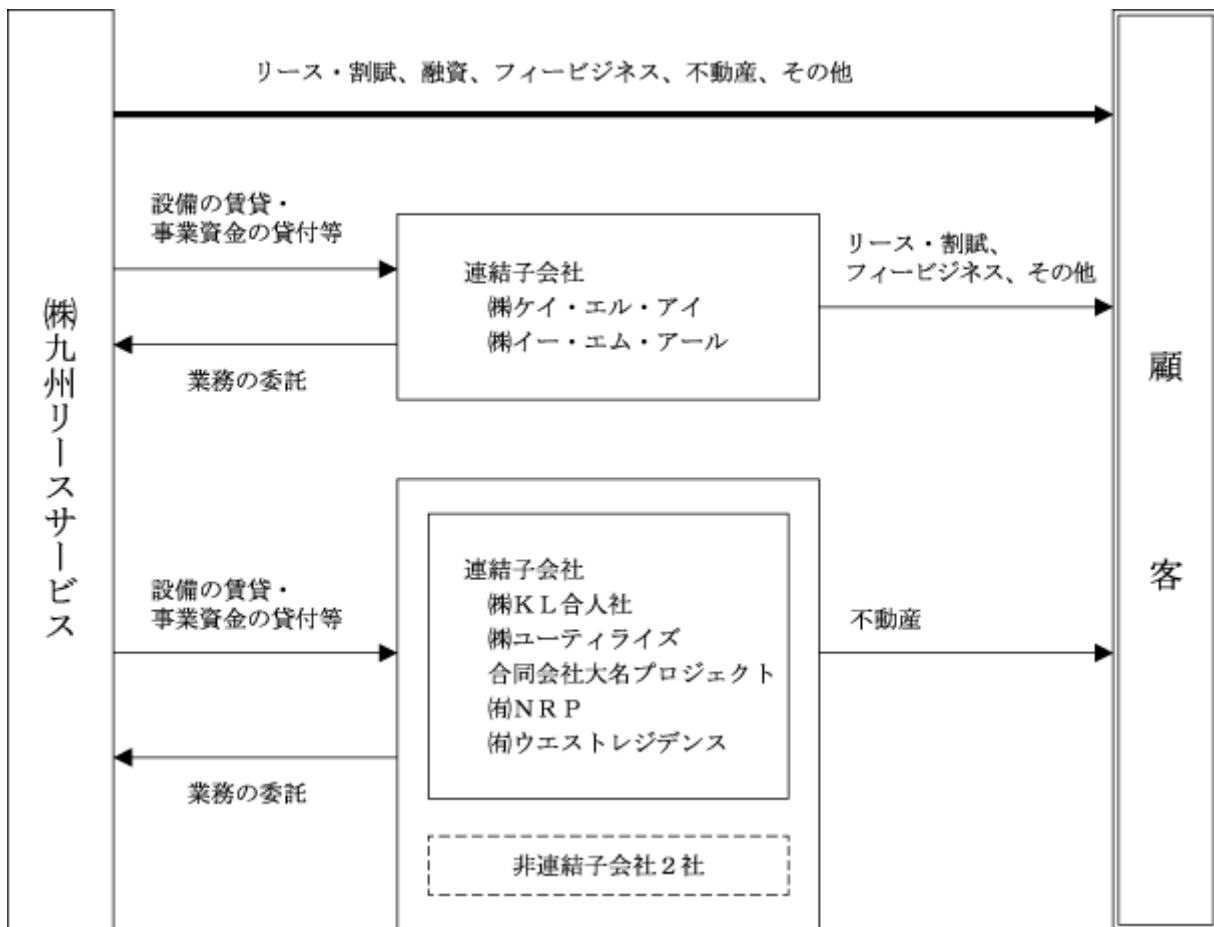 リース・割賦、融資、フィービジネス、不動産、その他
㈱九州リースサービス
設備の賃貸・
事業資金の貸付等
業務の委託
連結子会社
㈱ケイ・エル・アイ
㈱イー・エム・アール
リース・割賦、
フィービジネス、その他
顧客
設備の賃貸・
事業資金の貸付等
業務の委託
連結子会社
㈱ＫＬ合人社
㈱ユーティライズ
合同会社大名プロジェクト
㈲ＮＲＰ
㈲ウエストレジデンス
非連結子会社２社
不動産